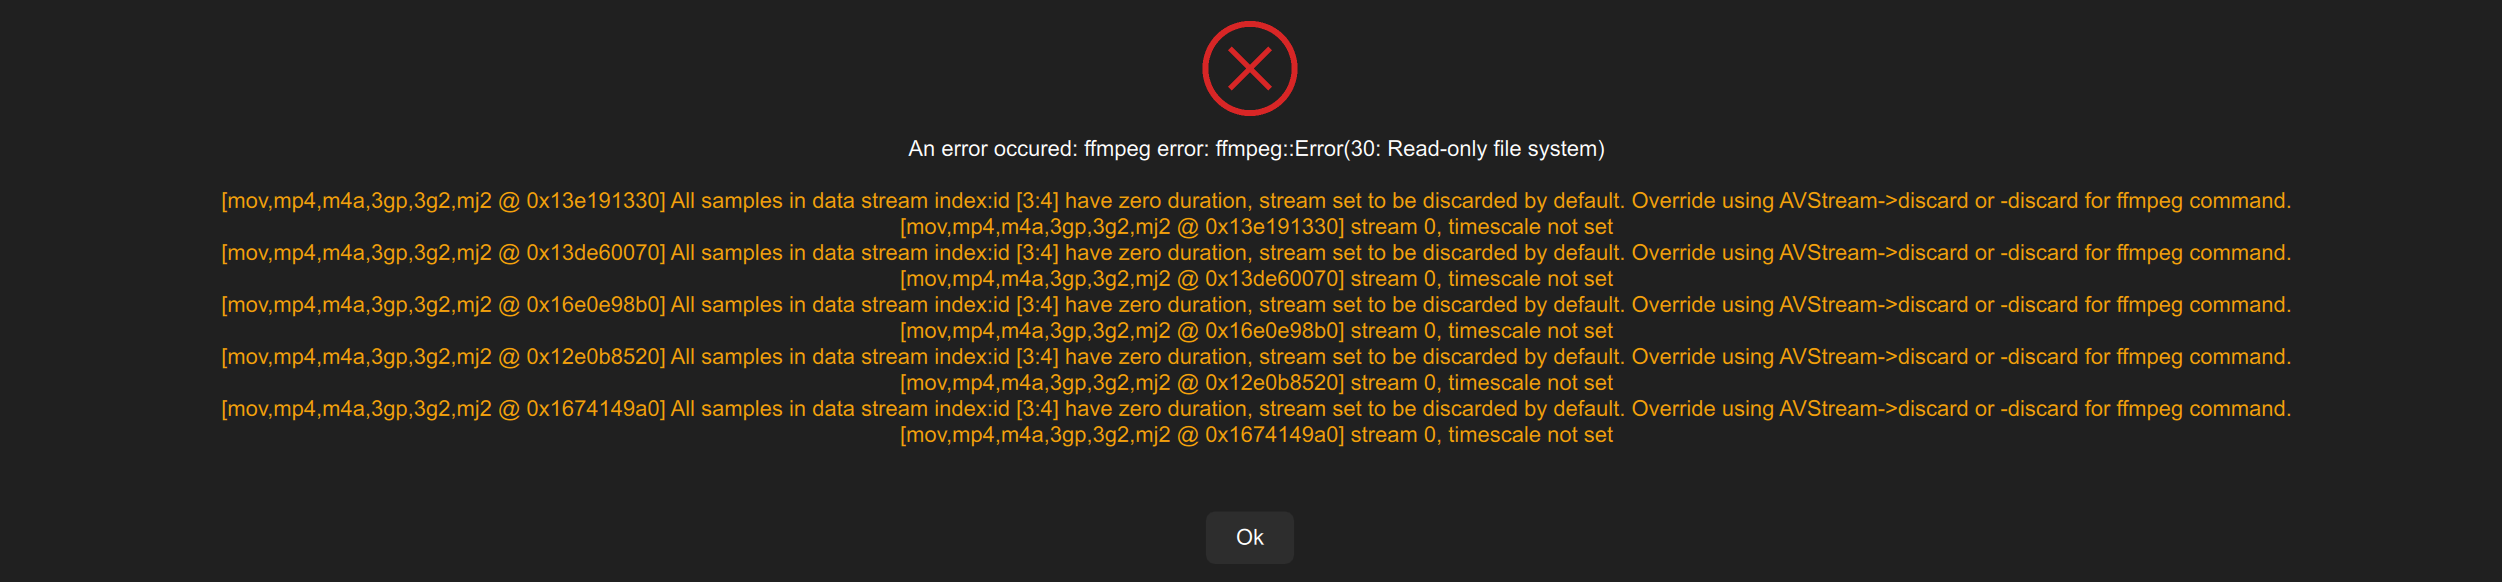 An error occured: ffmpeg error: ffmpeg::Error(30: Read-only file system)
[mov,mp4,m4a,3gp,3g2,mj2 @ 0x13e191330] All samples in data stream index:id [3:4] have zero duration, stream set to be discarded by default. Override using AVStream->discard or -discard for ffmpeg command.
[mov,mp4,m4a,3gp,3g2,mj2 @ 0x13e191330] stream 0, timescale not set
[mov,mp4,m4a,3gp,3g2,mj2 @ 0x13de60070] All samples in data stream index:id [3:4] have zero duration, stream set to be discarded by default. Override using AVStream->discard or -discard for ffmpeg command.
[mov,mp4,m4a,3gp,3g2,mj2 @ 0x13de60070] stream 0, timescale not set
[mov,mp4,m4a,3gp,3g2,mj2 @ 0x16e0e98b0] All samples in data stream index:id [3:4] have zero duration, stream set to be discarded by default. Override using AVStream->discard or -discard for ffmpeg command.
[mov,mp4,m4a,3gp,3g2,mj2 @ 0x16e0e98b0] stream 0, timescale not set
[mov,mp4,m4a,3gp,3g2,mj2 @ 0x12e0b8520] All samples in data stream index:id [3:4] have zero duration, stream set to be discarded by default. Override using AVStream->discard or -discard for ffmpeg command.
[mov,mp4,m4a,3gp,3g2,mj2 @ 0x12e0b8520] stream 0, timescale not set
[mov,mp4,m4a,3gp,3g2,mj2 @ 0x1674149a0] All samples in data stream index:id [3:4] have zero duration, stream set to be discarded by default. Override using AVStream->discard or -discard for ffmpeg command.
[mov,mp4,m4a,3gp,3g2,mj2 @ 0x1674149a0] stream 0, timescale not set
Ok